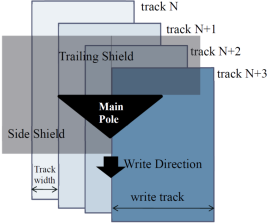 track N
track N+1
track N+2
Trailing Shield
track N+3
Main
Pole
Side Shield
Write Direction
Track
width
write track